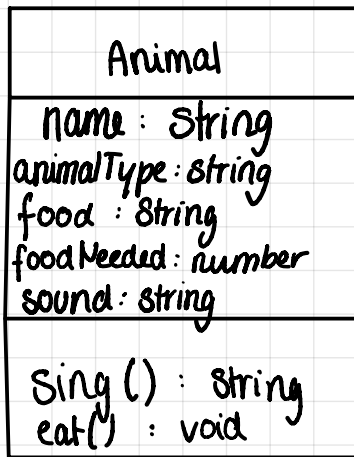 Animal
name : String
animalType : string
food : String
foodNeeded : number
sound : string
sing () : string
eat() : void